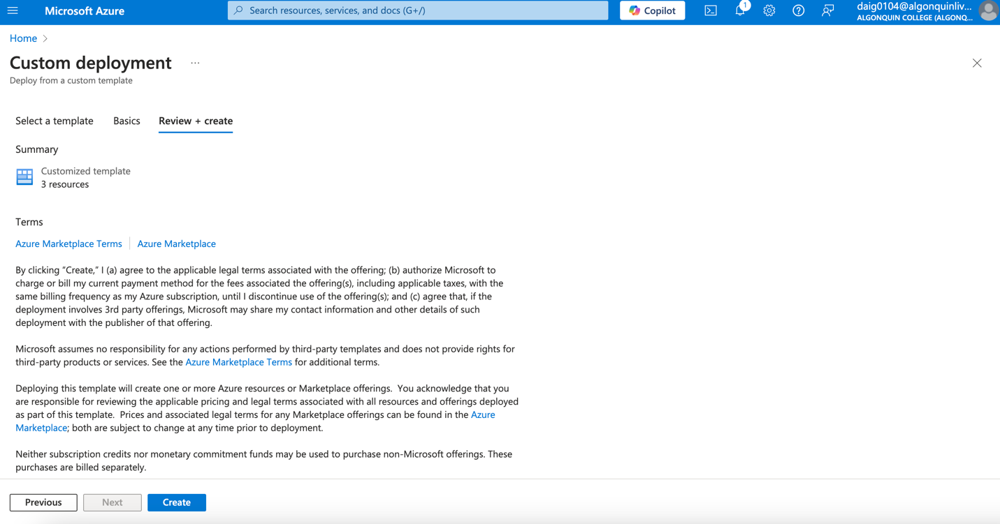 Microsoft Azure
Search resources, services, and docs (G+/)
Copilot
1
daig0104@algonquinliv...
ALGONQUIN COLLEGE (ALGONQ...
Home
Custom deployment
...
Deploy from a custom template
Select a template
Basics
Review + create
Summary
Customized template
3 resources
Terms
Azure Marketplace Terms
Azure Marketplace
By clicking “Create,” I (a) agree to the applicable legal terms associated with the offering; (b) authorize Microsoft to
charge or bill my current payment method for the fees associated the offering(s), including applicable taxes, with the
same billing frequency as my Azure subscription, until I discontinue use of the offering(s); and (c) agree that, if the
deployment involves 3rd party offerings, Microsoft may share my contact information and other details of such
deployment with the publisher of that offering.
Microsoft assumes no responsibility for any actions performed by third-party templates and does not provide rights for
third-party products or services. See the Azure Marketplace Terms for additional terms.
Deploying this template will create one or more Azure resources or Marketplace offerings.  You acknowledge that you
are responsible for reviewing the applicable pricing and legal terms associated with all resources and offerings deployed
as part of this template.  Prices and associated legal terms for any Marketplace offerings can be found in the Azure
Marketplace; both are subject to change at any time prior to deployment.
Neither subscription credits nor monetary commitment funds may be used to purchase non-Microsoft offerings. These
purchases are billed separately.
Previous
Next
Create